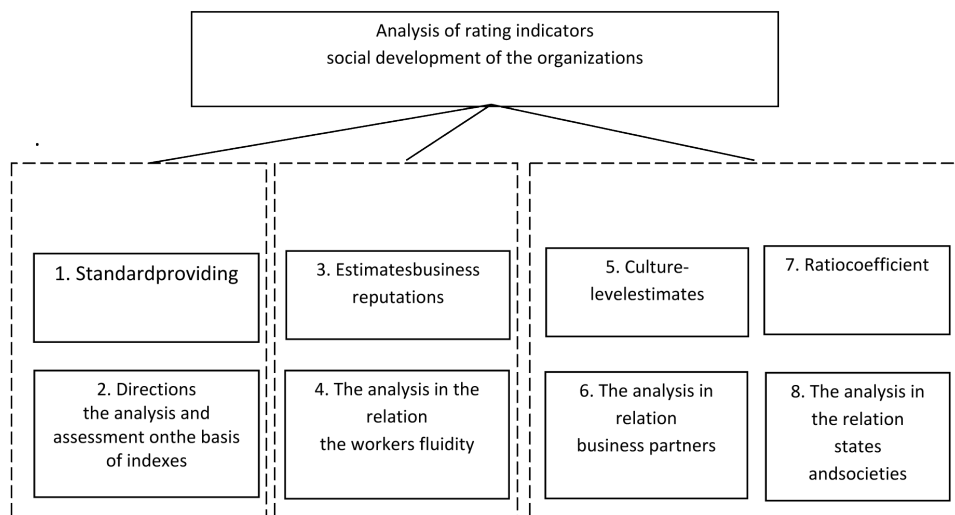 Analysis of rating indicators
social development of the organizations
1. Standardproviding
2. Directions
the analysis and
assessment onthe basis
of indexes
3. Estimatesbusiness
reputations
4. The analysis in the
relation
the workers fluidity
5. Culture-
levelestimates
6. The analysis in
relation
business partners
7. Ratiocoefficient
8. The analysis in
the relation
states
andsocieties